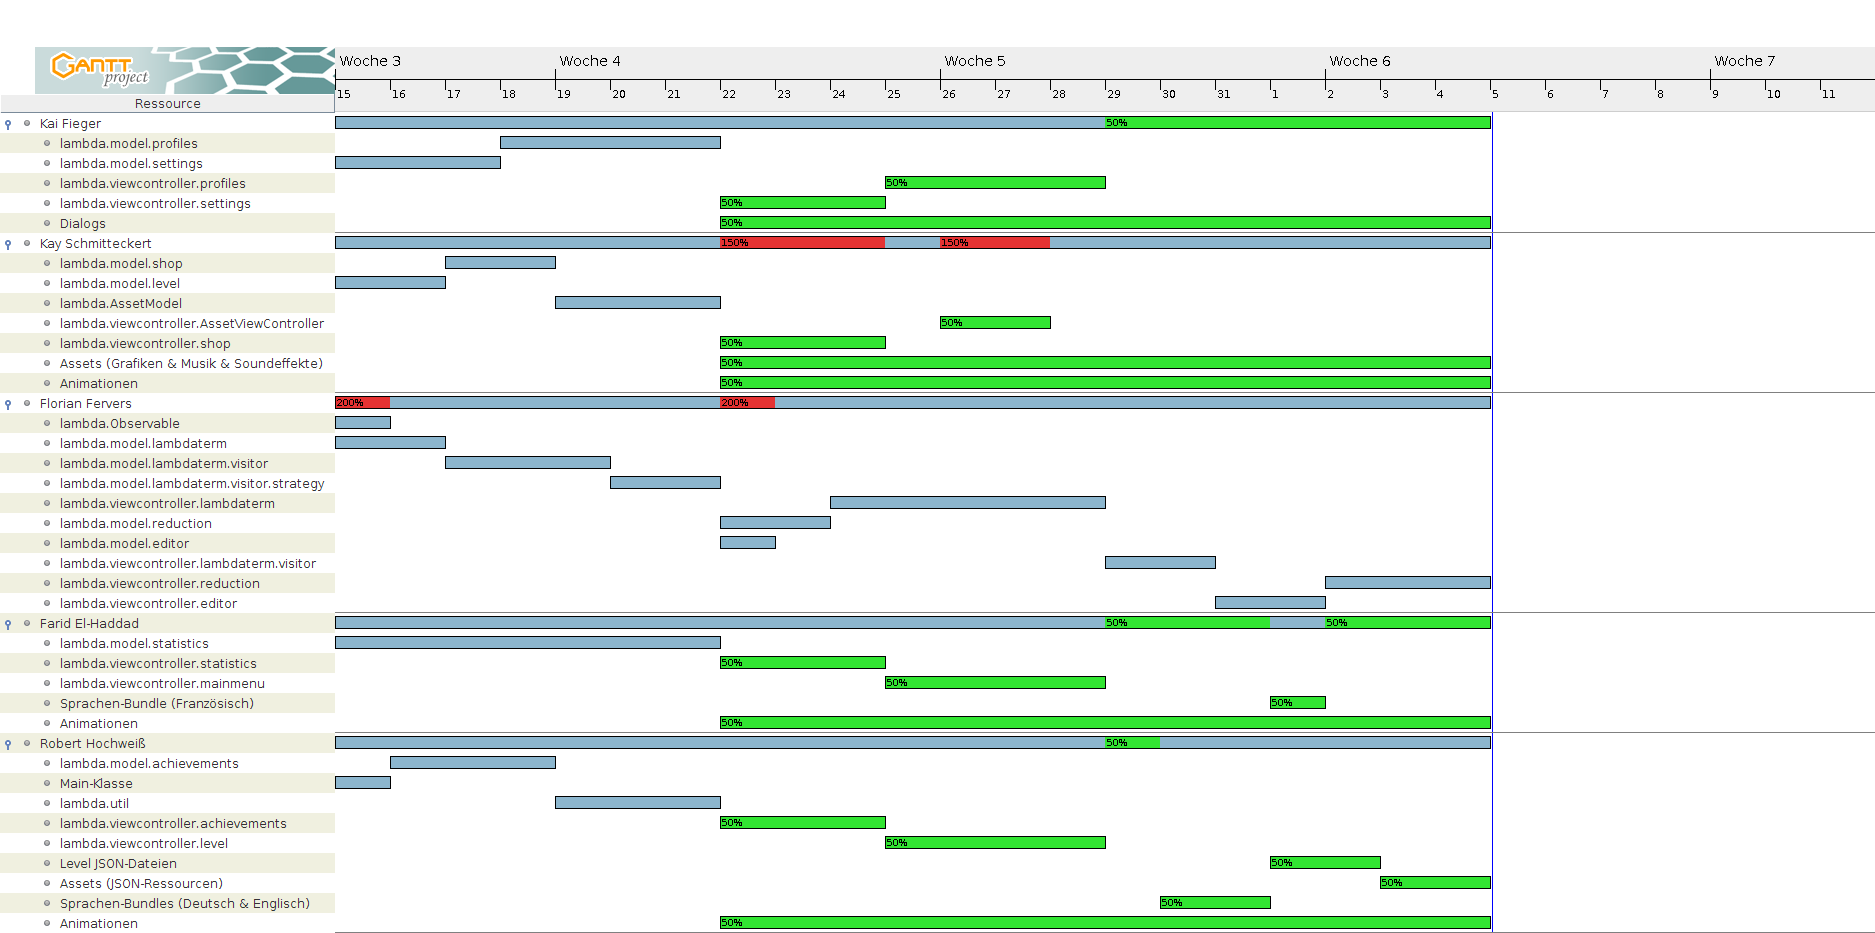 GANTT
project
Woche 3 Woche 4 Woche 5 Woche 6 Woche 7
15 16 17 18 19 20 21 22 23 24 25 26 27 28 29 30 31 1 2 3 4 5 6 7 8 9 10 11
Ressource
Kai Fieger 50%
lambda.model.profiles
lambda.model.settings
lambda.viewcontroller.profiles 50%
lambda.viewcontroller.settings 50%
Dialogs 50%
Kay Schmitteckert 150% 150%
lambda.model.shop
lambda.model.level
lambda.AssetModel
lambda.viewcontroller.AssetViewController 50%
lambda.viewcontroller.shop 50%
Assets (Grafiken & Musik & Soundeffekte) 50%
Animationen 50%
Florian Fervers 200% 200%
lambda.Observable
lambda.model.lambdaterm
lambda.model.lambdaterm.visitor
lambda.model.lambdaterm.visitor.strategy
lambda.viewcontroller.lambdaterm
lambda.model.reduction
lambda.model.editor
lambda.viewcontroller.lambdaterm.visitor
lambda.viewcontroller.reduction
lambda.viewcontroller.editor
Farid El-Haddad 50% 50%
lambda.model.statistics
lambda.viewcontroller.statistics 50%
lambda.viewcontroller.mainmenu 50%
Sprachen-Bundle (Französisch) 50%
Animationen 50%
Robert Hochweiß 50%
lambda.model.achievements
Main-Klasse
lambda.util
lambda.viewcontroller.achievements 50%
lambda.viewcontroller.level 50%
Level JSON-Dateien 50%
Assets (JSON-Ressourcen) 50%
Sprachen-Bundles (Deutsch & Englisch) 50%
Animationen 50%